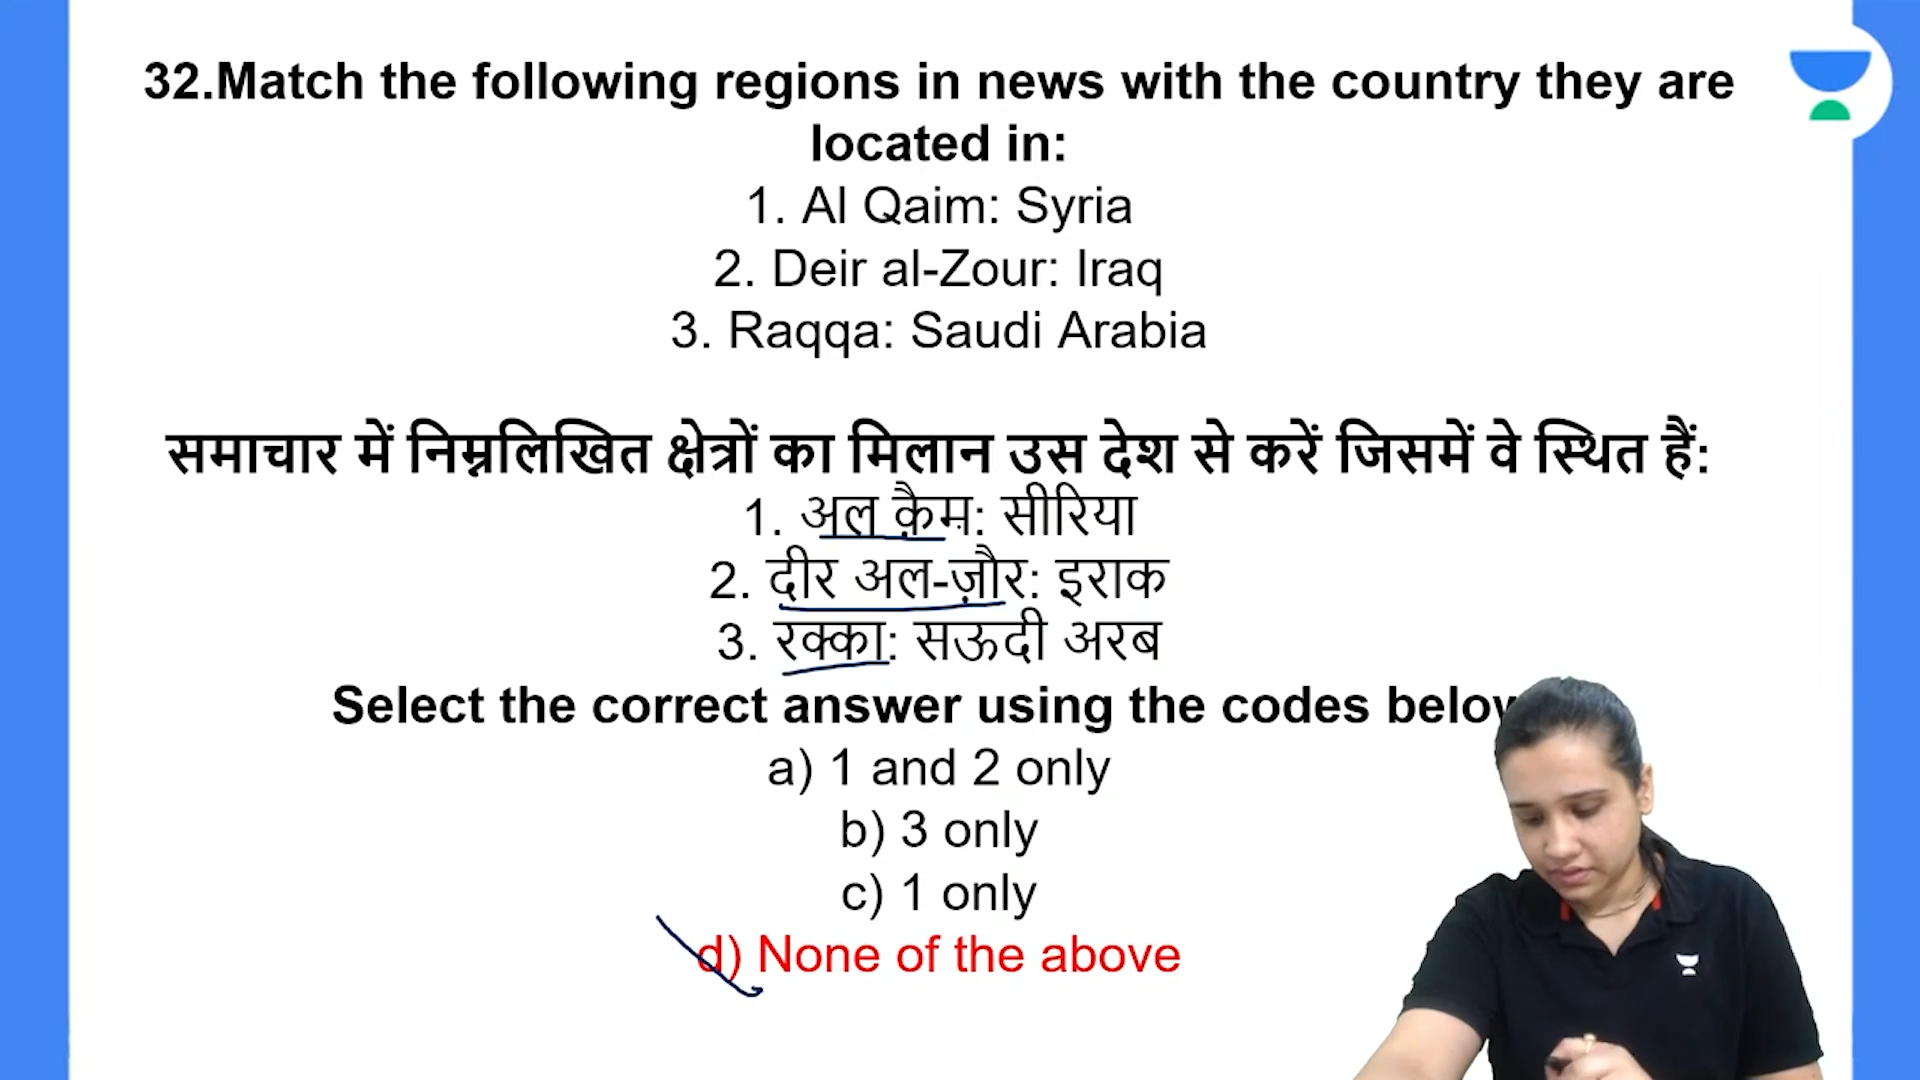 32.Match the following regions in news with the country they are
located in:
1. Al Qaim: Syria
2. Deir al-Zour: Iraq
3. Raqqa: Saudi Arabia
समाचार में निम्नलिखित क्षेत्रों का मिलान उस देश से करें जिसमें वे स्थित हैं:
1. अल क़ैम: सीरिया
2. दीर अल-ज़ौर: इराक
3. रक्का: सऊदी अरब
Select the correct answer using the codes below
a) 1 and 2 only
b) 3 only
c) 1 only
d) None of the above